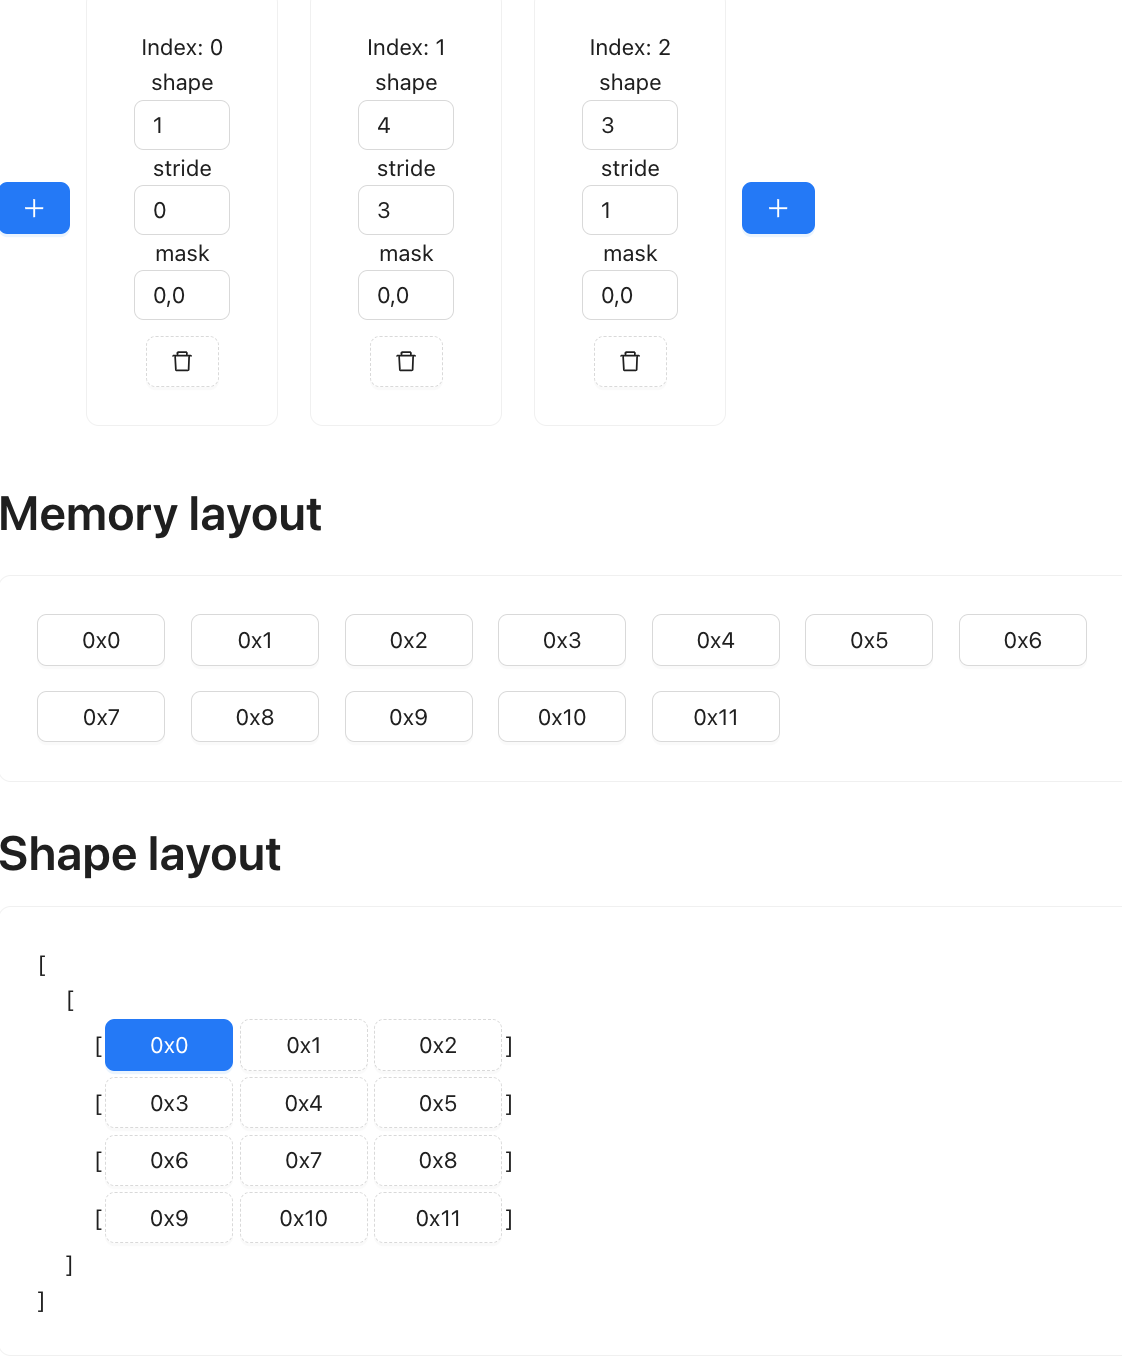 Index: 0 Index: 1 Index: 2
shape shape shape
1 4 3
stride stride stride
+ 0 3 1 +
mask mask mask
0,0 0,0 0,0
Memory layout
0x0 0x1 0x2 0x3 0x4 0x5 0x6
0x7 0x8 0x9 0x10 0x11
Shape layout
[
[
[ 0x0 0x1 0x2 ]
[ 0x3 0x4 0x5 ]
[ 0x6 0x7 0x8 ]
[ 0x9 0x10 0x11 ]
]
]